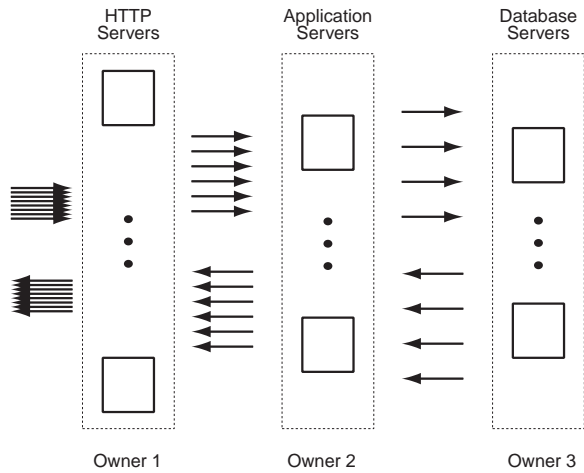 HTTP
Servers
Application
Servers
Database
Servers
Owner 1
Owner 2
Owner 3